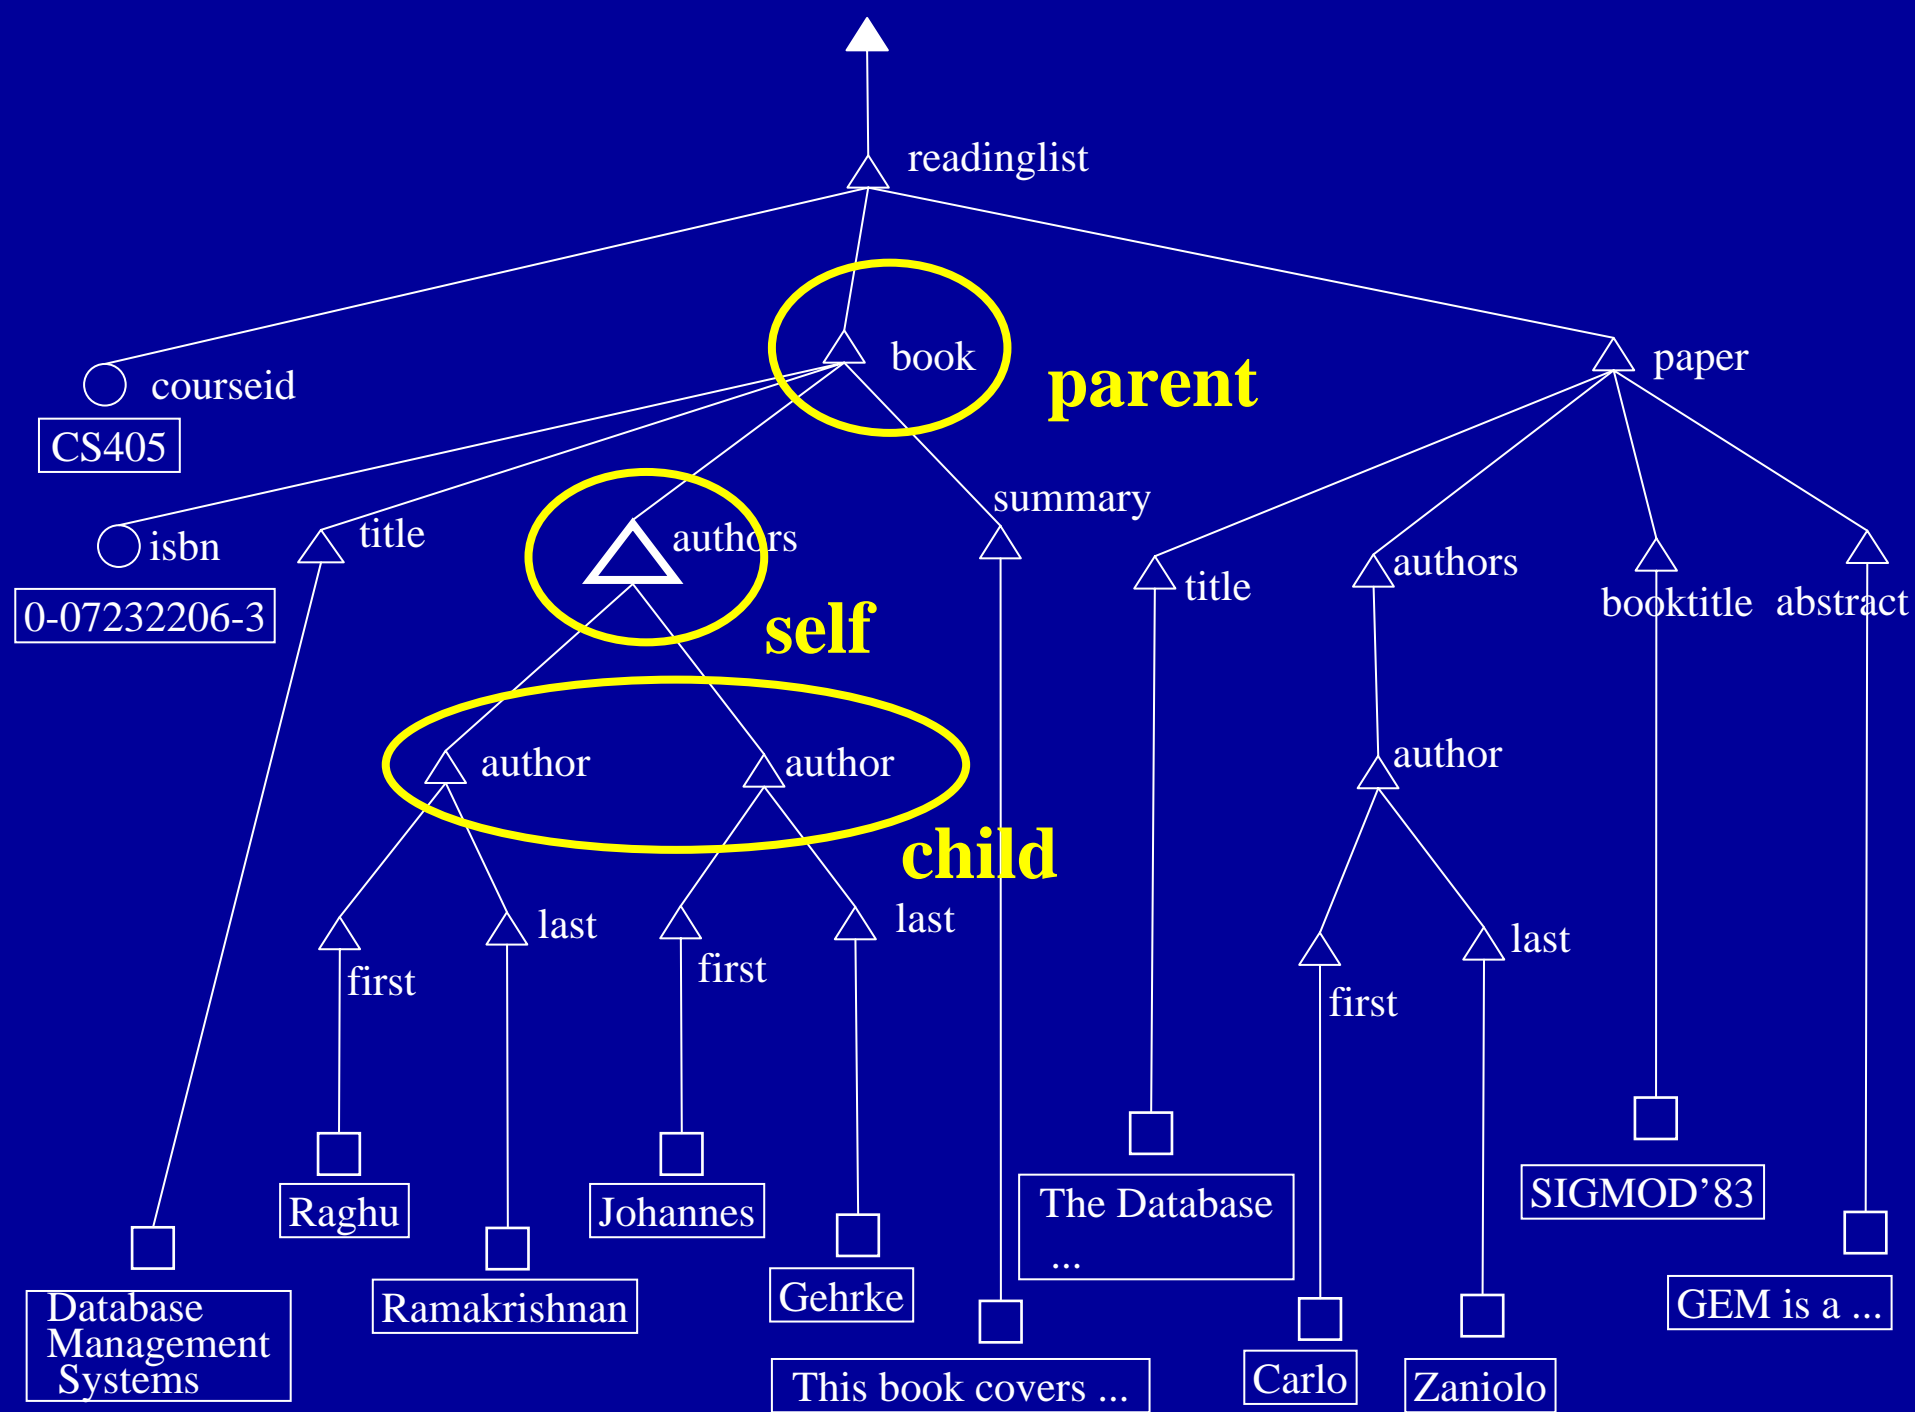 readinglist
courseid
CS405
book
parent
paper
isbn
0-07232206-3
title
authors
self
summary
title
authors
booktitle
abstract
author
author
child
author
first
last
first
last
first
last
Raghu
Ramakrishnan
Johannes
Gehrke
The Database
...
SIGMOD’83
Database
Management
Systems
This book covers ...
Carlo
Zaniolo
GEM is a ...